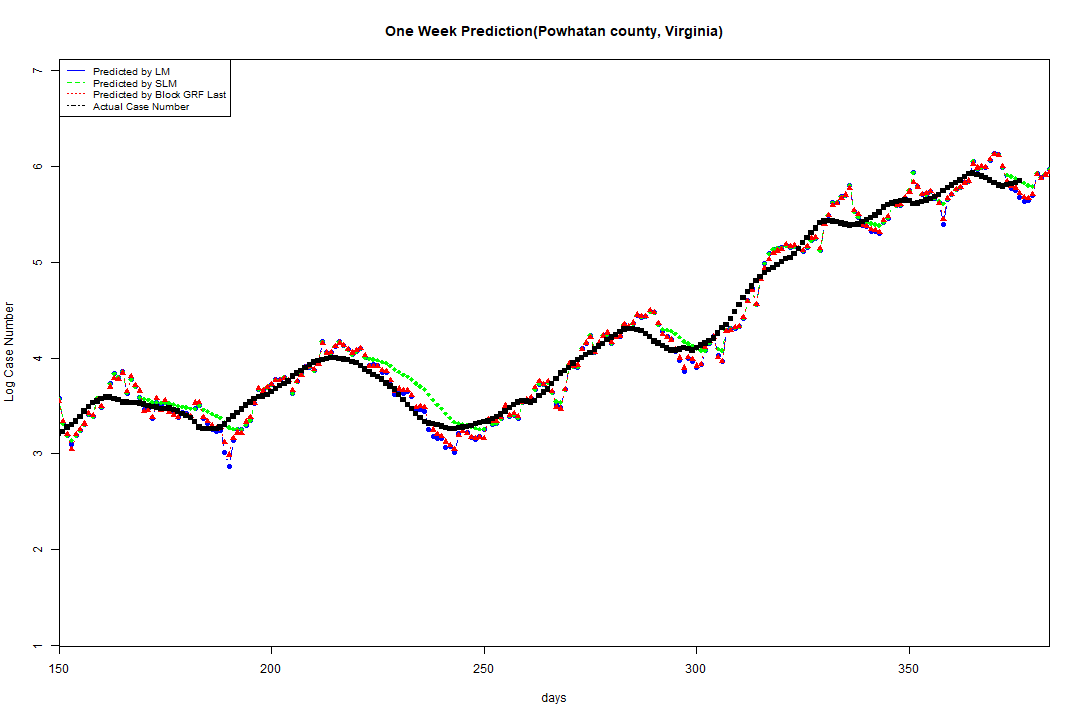 One Week Prediction(Powhatan county, Virginia)
Predicted by LM
Predicted by SLM
Predicted by Block GRF Last
Actual Case Number
7
6
5
4
3
2
1
Log Case Number
150 200 250 300 350
days